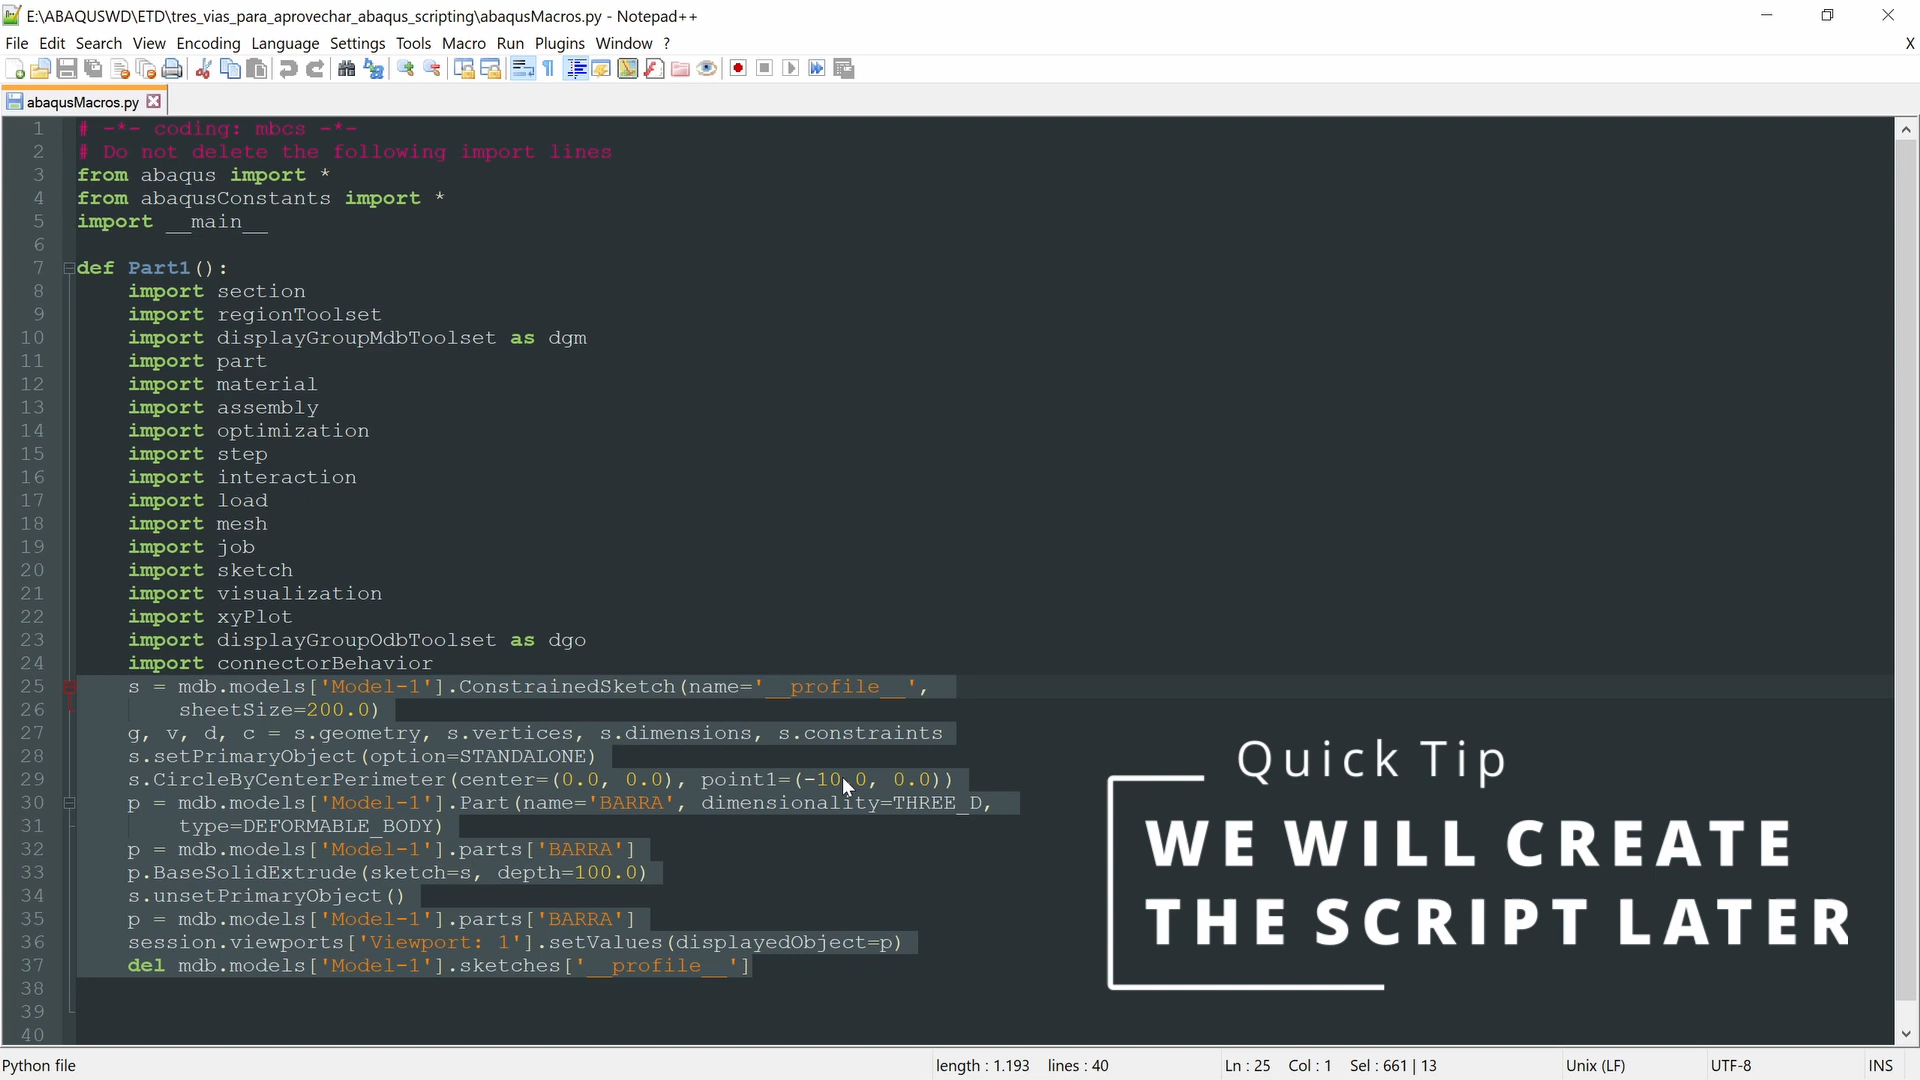 E:\ABAQUSWD\ETD\tres_vias_para_aprovechar_abaqus_scripting\abaqusMacros.py - Notepad++
File Edit Search View Encoding Language Settings Tools Macro Run Plugins Window ? X
abaqusMacros.py
1 # -*- coding: mbcs -*-
2 # Do not delete the following import lines
3 from abaqus import *
4 from abaqusConstants import *
5 import __main__
6
7 def Part1():
8 import section
9 import regionToolset
10 import displayGroupMdbToolset as dgm
11 import part
12 import material
13 import assembly
14 import optimization
15 import step
16 import interaction
17 import load
18 import mesh
19 import job
20 import sketch
21 import visualization
22 import xyPlot
23 import displayGroupOdbToolset as dgo
24 import connectorBehavior
25 s = mdb.models['Model-1'].ConstrainedSketch(name='__profile__',
26 sheetSize=200.0)
27 g, v, d, c = s.geometry, s.vertices, s.dimensions, s.constraints
28 s.setPrimaryObject(option=STANDALONE)
29 s.CircleByCenterPerimeter(center=(0.0, 0.0), point1=(-10.0, 0.0))
30 p = mdb.models['Model-1'].Part(name='BARRA', dimensionality=THREE_D,
31 type=DEFORMABLE_BODY)
32 p = mdb.models['Model-1'].parts['BARRA']
33 p.BaseSolidExtrude(sketch=s, depth=100.0)
34 s.unsetPrimaryObject()
35 p = mdb.models['Model-1'].parts['BARRA']
36 session.viewports['Viewport: 1'].setValues(displayedObject=p)
37 del mdb.models['Model-1'].sketches['__profile__']
38
39
40
Quick Tip
WE WILL CREATE
THE SCRIPT LATER
Python file length : 1.193 lines : 40 Ln : 25 Col : 1 Sel : 661 | 13 Unix (LF) UTF-8 INS